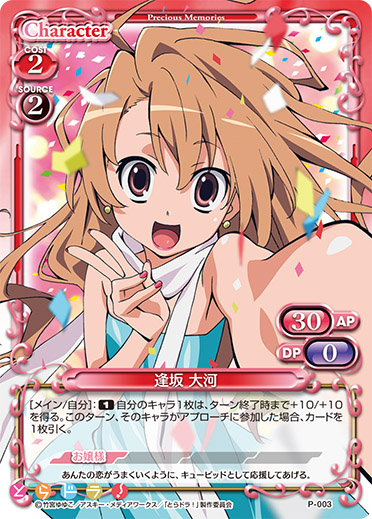 Precious Memories
Character
COST
2
SOURCE
2
30 AP
DP 0
逢坂 大河
[メイン/自分]:1自分のキャラ1枚は、ターン終了時まで+10/+10
を得る。このターン、そのキャラがアプローチに参加した場合、カードを
1枚引く。
お嬢様
あんたの恋がうまくいくように、キューピッドとして応援してあげる。
とらドラ!
P-003
©竹宮ゆゆこ/アスキー・メディアワークス/「とらドラ!」製作委員会